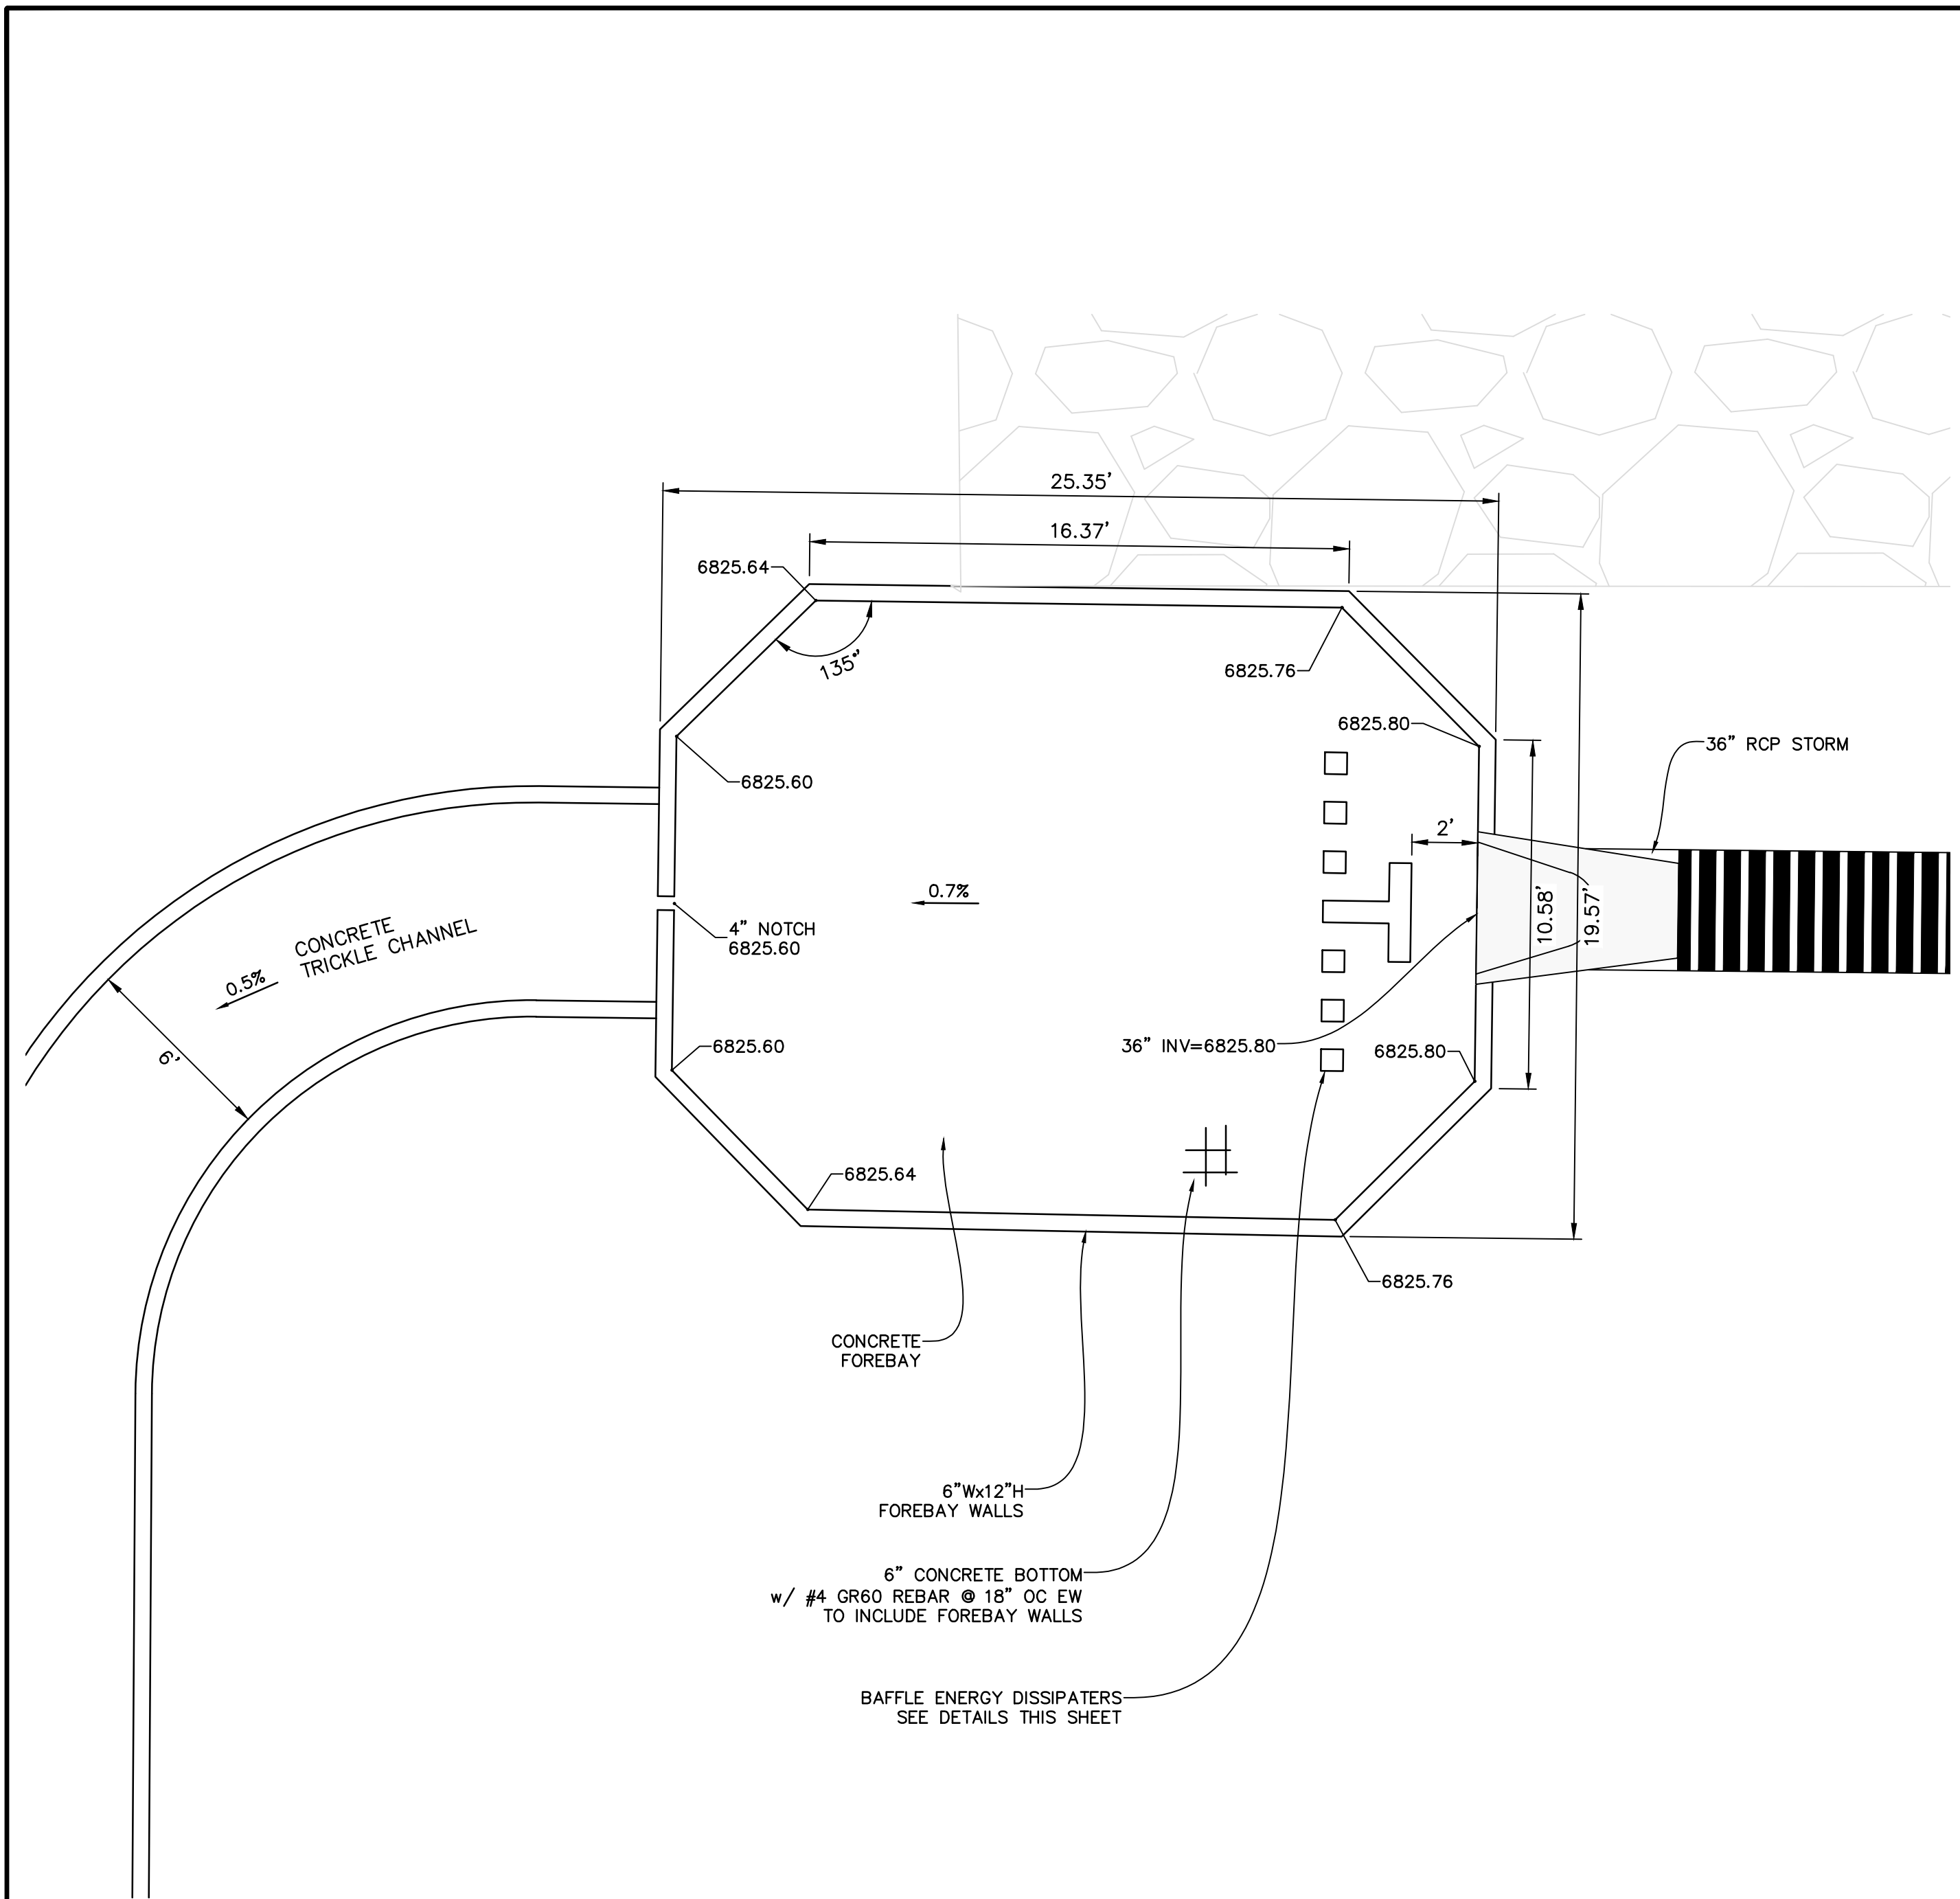 25.35'
16.37'
6825.64
135°
6825.76
6825.80
36" RCP STORM
6825.60
2'
0.7%
10.58'
19.57'
4" NOTCH
6825.60
CONCRETE
TRICKLE CHANNEL
0.5%
6'
6825.60
36" INV=6825.80
6825.80
6825.64
6825.76
CONCRETE
FOREBAY
6"Wx12"H
FOREBAY WALLS
6" CONCRETE BOTTOM
w/ #4 GR60 REBAR @ 18" OC EW
TO INCLUDE FOREBAY WALLS
BAFFLE ENERGY DISSIPATERS
SEE DETAILS THIS SHEET